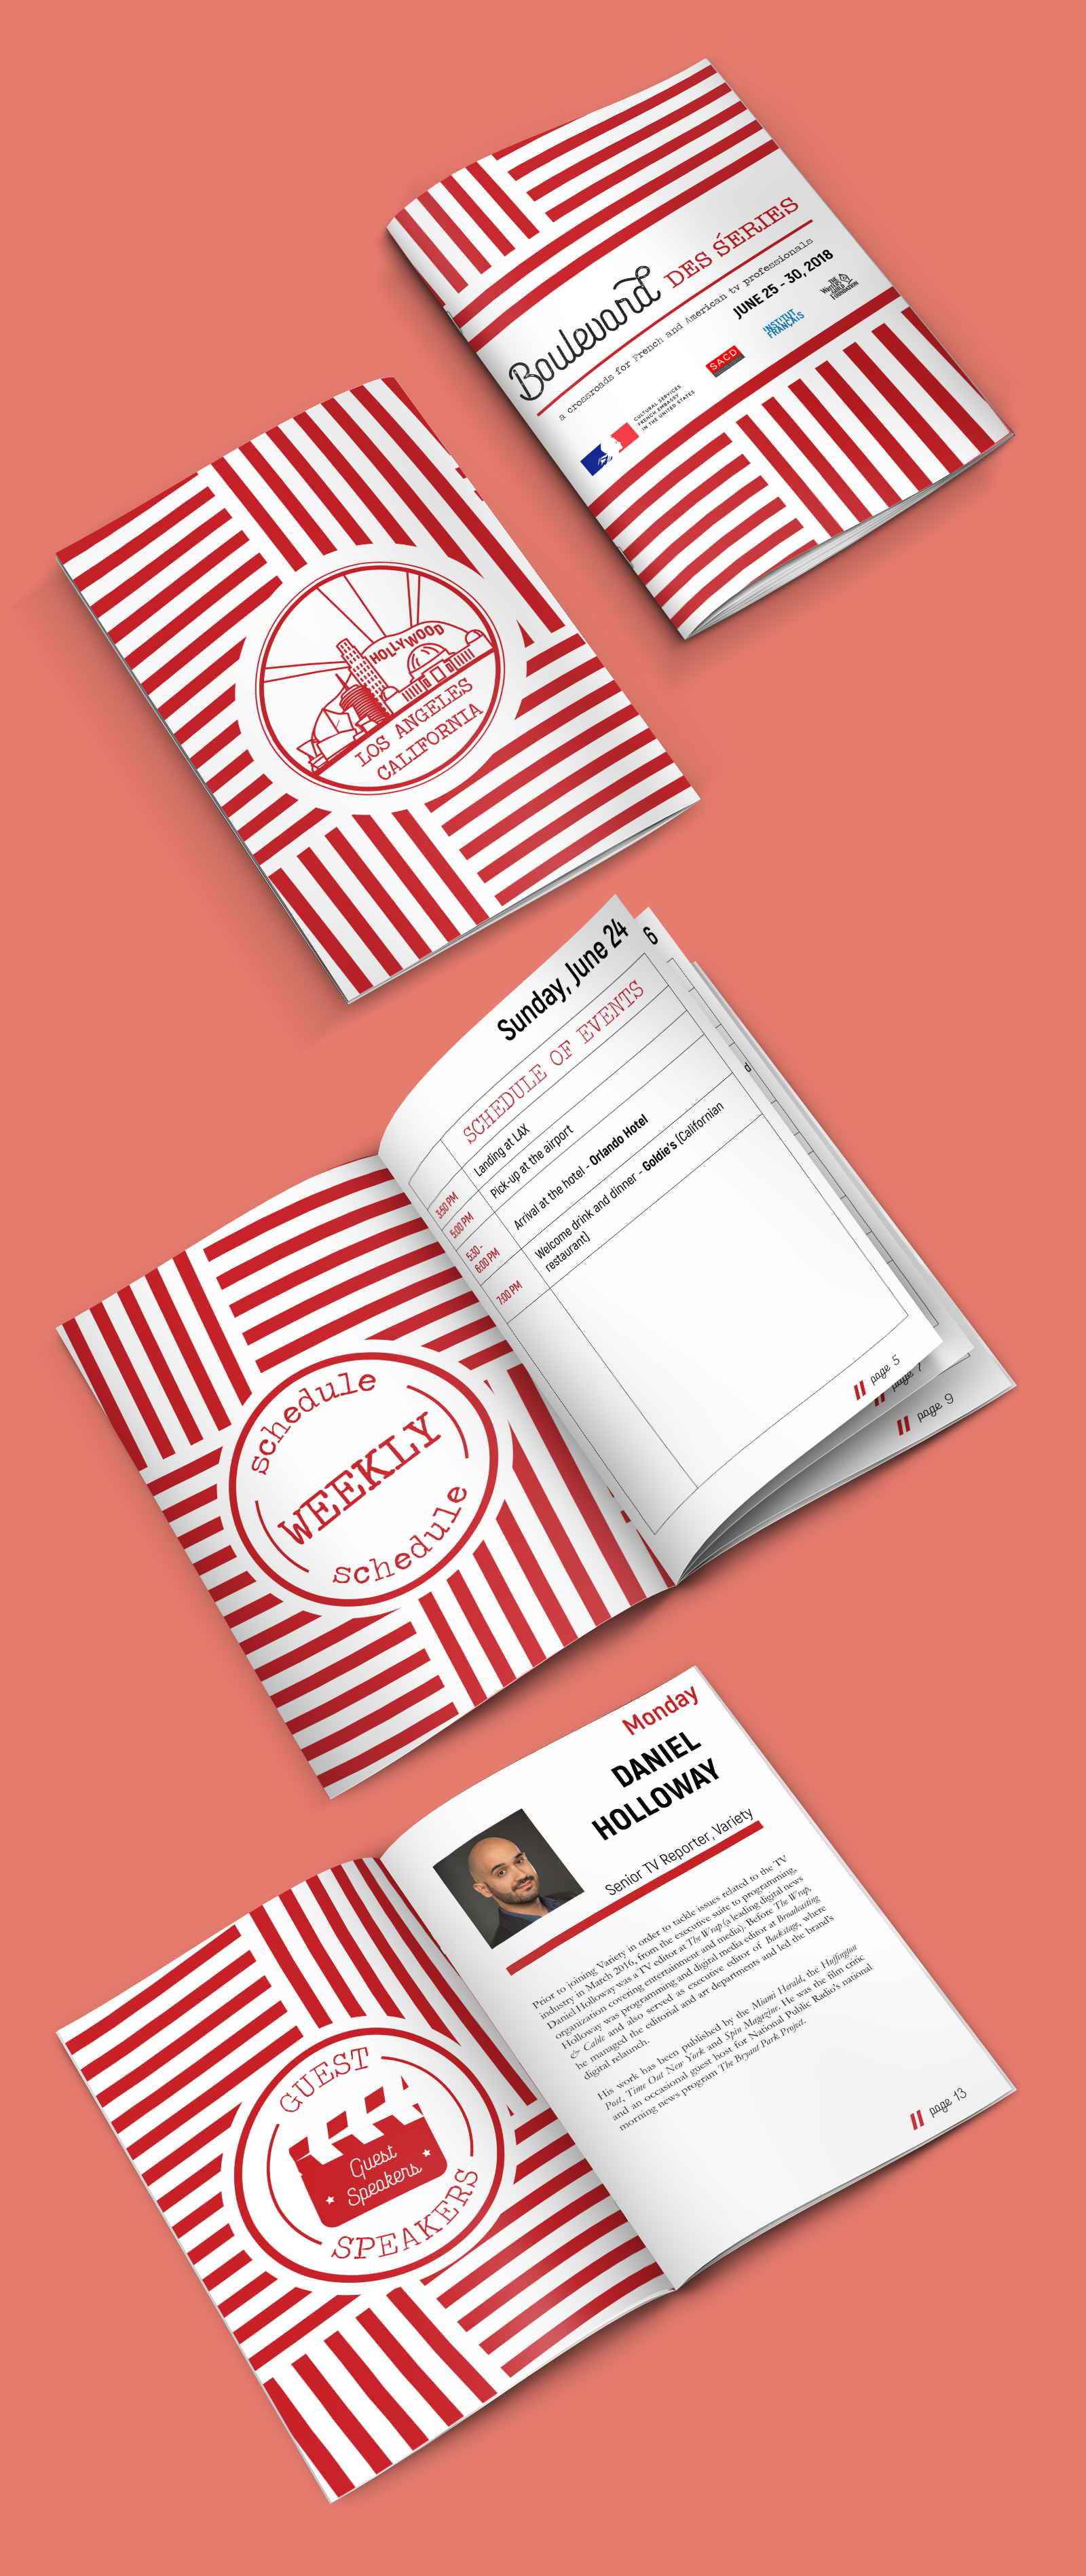 Boulevard DES ŚERIES
a crossroads for French and American tv professionals
JUNE 25 - 30, 2018
CULTURAL SERVICES
FRENCH EMBASSY
IN THE UNITED STATES
SACD
INSTITUT
FRANÇAIS
THE
WRITERS
GUILD
FOUNDATION
HOLLYWOOD
LOS ANGELES
CALIFORNIA
schedule
WEEKLY
schedule
Sunday, June 24
SCHEDULE OF EVENTS
3:50 PM Landing at LAX
5:00 PM Pick-up at the airport
5:30 - 6:00 PM Arrival at the hotel - Orlando Hotel
7:00 PM Welcome drink and dinner - Goldie's (Californian
restaurant)
page 5
6
d
page 7
page 9
GUEST
Guest
Speakers
SPEAKERS
Monday
DANIEL
HOLLOWAY
Senior TV Reporter, Variety
Prior to joining Variety in order to tackle issues related to the TV
industry in March 2016, from the executive suite to programming,
Daniel Holloway was a TV editor at The Wrap (a leading digital news
organization covering entertainment and media). Before The Wrap,
Holloway was programming and digital media editor at Broadcasting
& Cable and also served as executive editor of Backstage, where
he managed the editorial and art departments and led the brand's
digital relaunch.
His work has been published by the Miami Herald, the Huffington
Post, Time Out New York and Spin Magazine. He was the film critic
and an occasional guest host for National Public Radio's national
morning news program The Bryant Park Project.
page 13